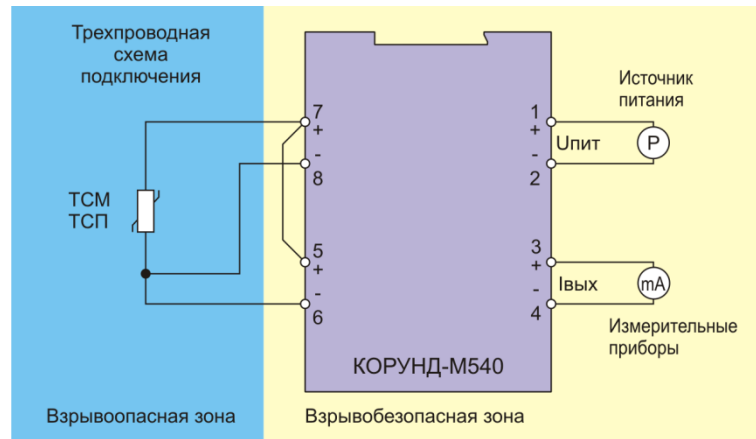 Трехпроводная
схема
подключения
ТСМ
ТСП
Взрывоопасная зона
7
+
-
8
5
+
-
6
1
+
-
2
3
+
-
4
Uпит
Iвых
КОРУНД-М540
Источник
питания
P
mA
Измерительные
приборы
Взрывобезопасная зона